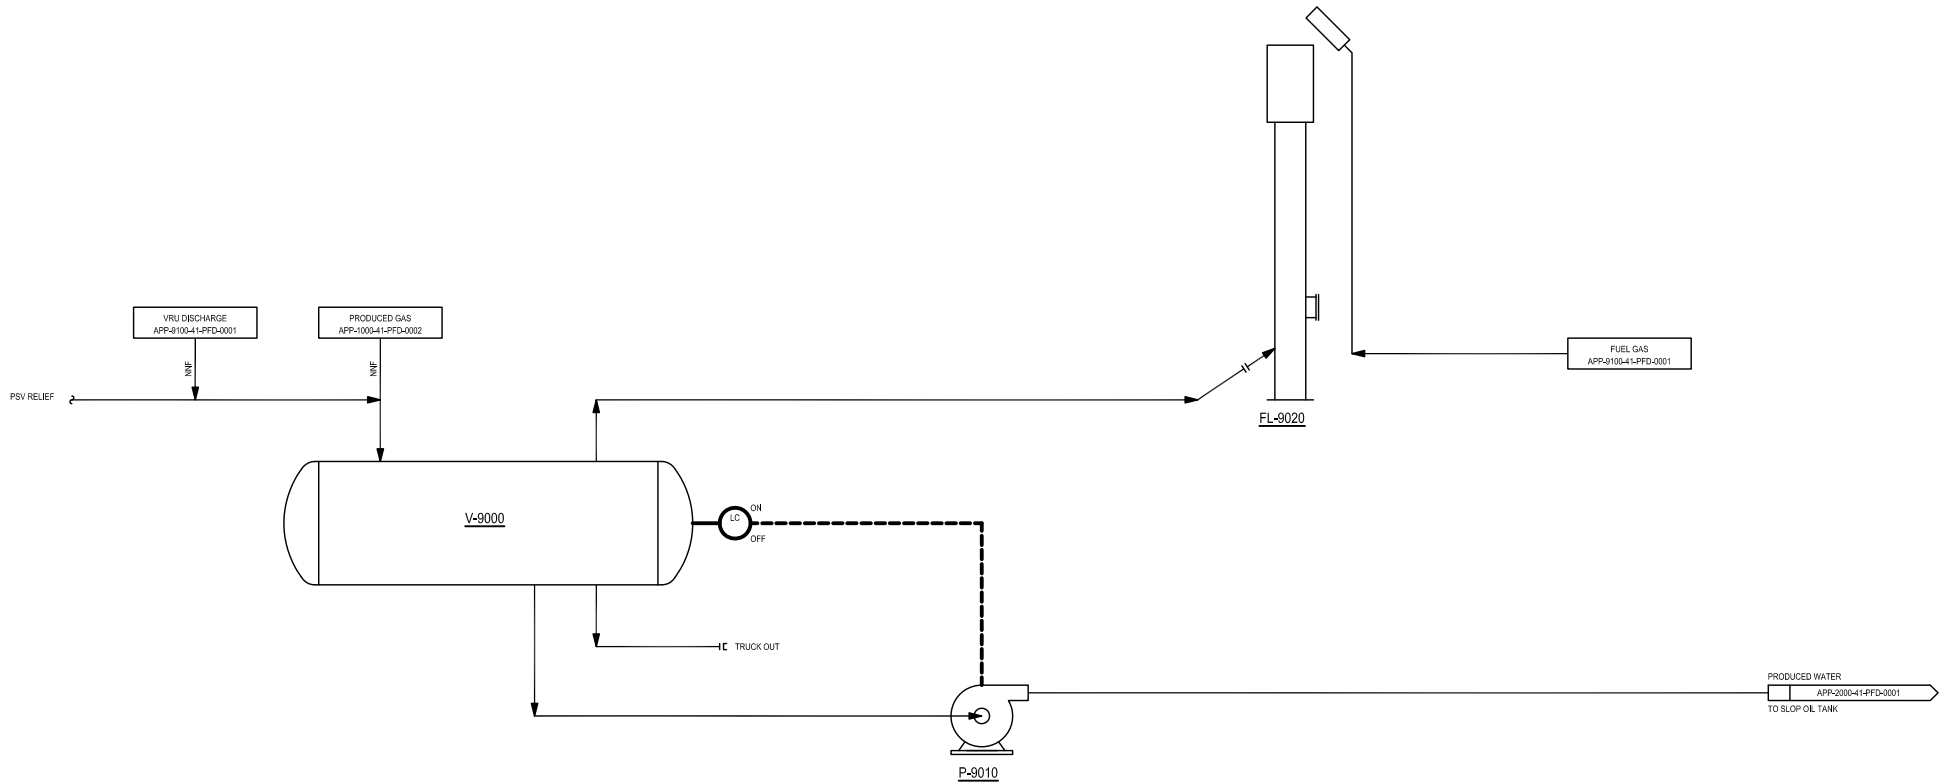 VRU DISCHARGE
APP-9100-41-PFD-0001
PRODUCED GAS
APP-1000-41-PFD-0002
NNF
NNF
PSV RELIEF
FUEL GAS
APP-9100-41-PFD-0001
FL-9020
V-9000
LC
ON
OFF
TRUCK OUT
PRODUCED WATER
APP-2000-41-PFD-0001
TO SLOP OIL TANK
P-9010